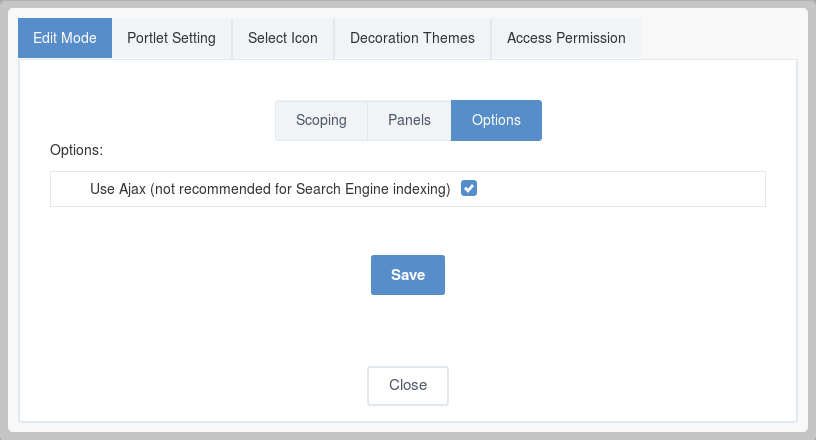 Edit Mode Portlet Setting Select Icon Decoration Themes Access Permission
Scoping Panels Options
Options:
Use Ajax (not recommended for Search Engine indexing)
Save
Close